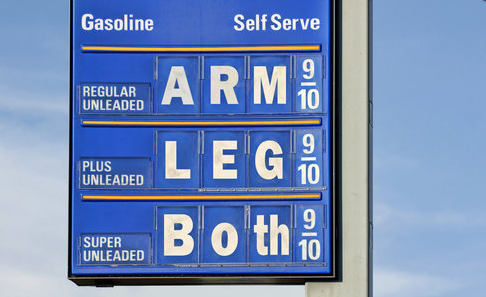 Gasoline Self Serve
REGULAR UNLEADED ARM 9/10
PLUS UNLEADED LEG 9/10
SUPER UNLEADED Both 9/10